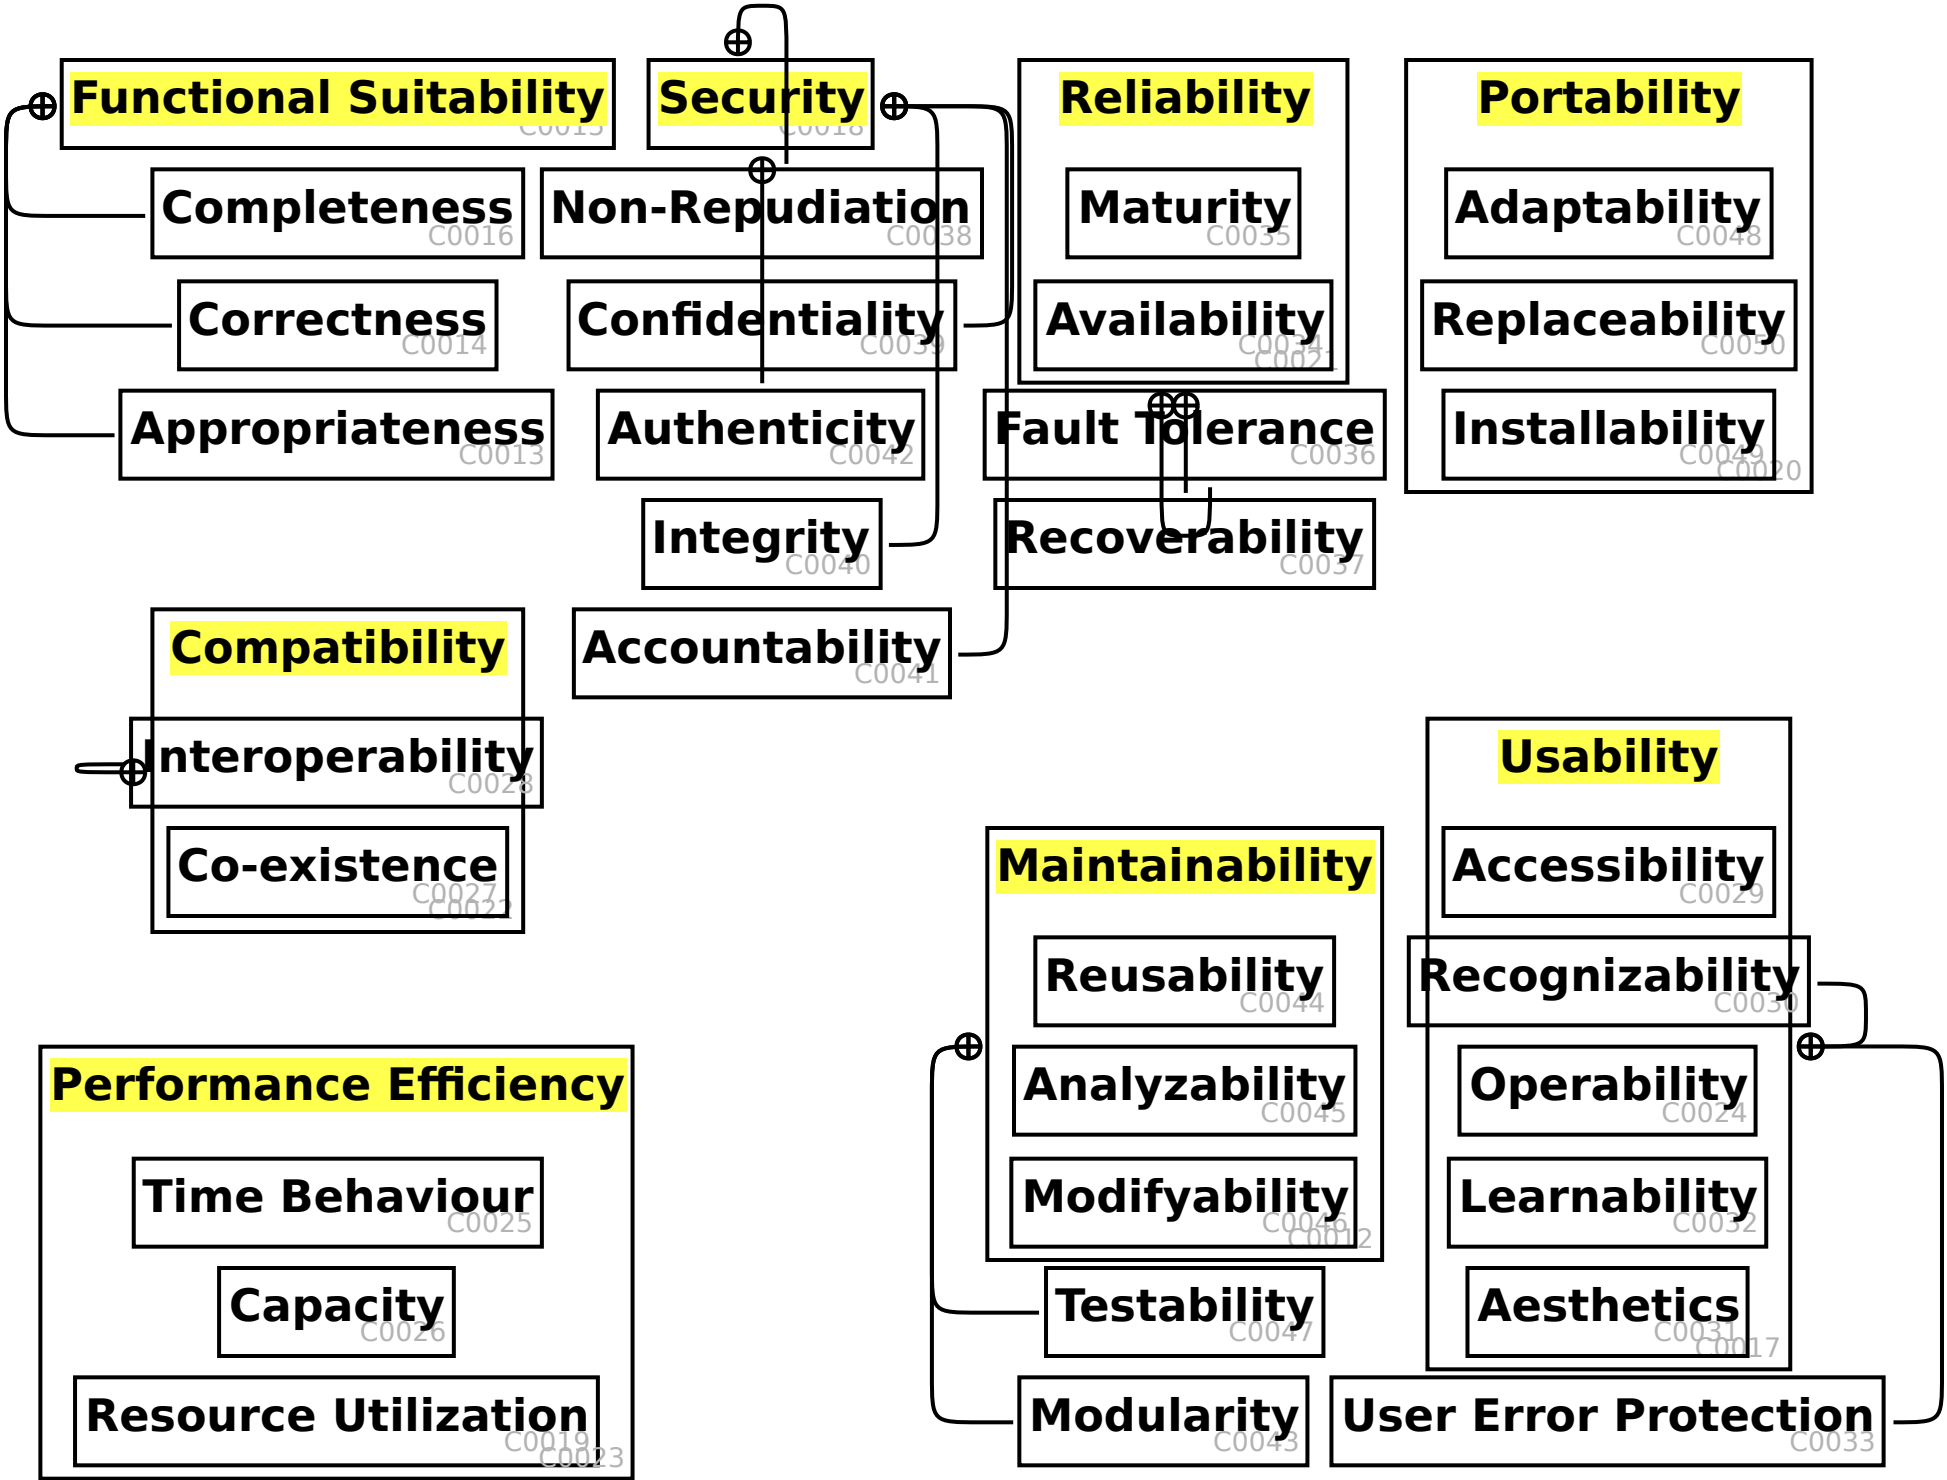 Functional Suitability
C0015
Completeness
C0016
Correctness
C0014
Appropriateness
C0013
Security
C0018
Non-Repudiation
C0038
Confidentiality
C0039
Authenticity
C0042
Integrity
C0040
Accountability
C0041
Reliability
Maturity
C0035
Availability
C0034
C0021
Fault Tolerance
C0036
Recoverability
C0037
Portability
Adaptability
C0048
Replaceability
C0050
Installability
C0049
C0020
Compatibility
Interoperability
C0028
Co-existence
C0027
C0022
Performance Efficiency
Time Behaviour
C0025
Capacity
C0026
Resource Utilization
C0019
C0023
Maintainability
Reusability
C0044
Analyzability
C0045
Modifyability
C0046
C0012
Testability
C0047
Modularity
C0043
Usability
Accessibility
C0029
Recognizability
C0030
Operability
C0024
Learnability
C0032
Aesthetics
C0031
C0017
User Error Protection
C0033